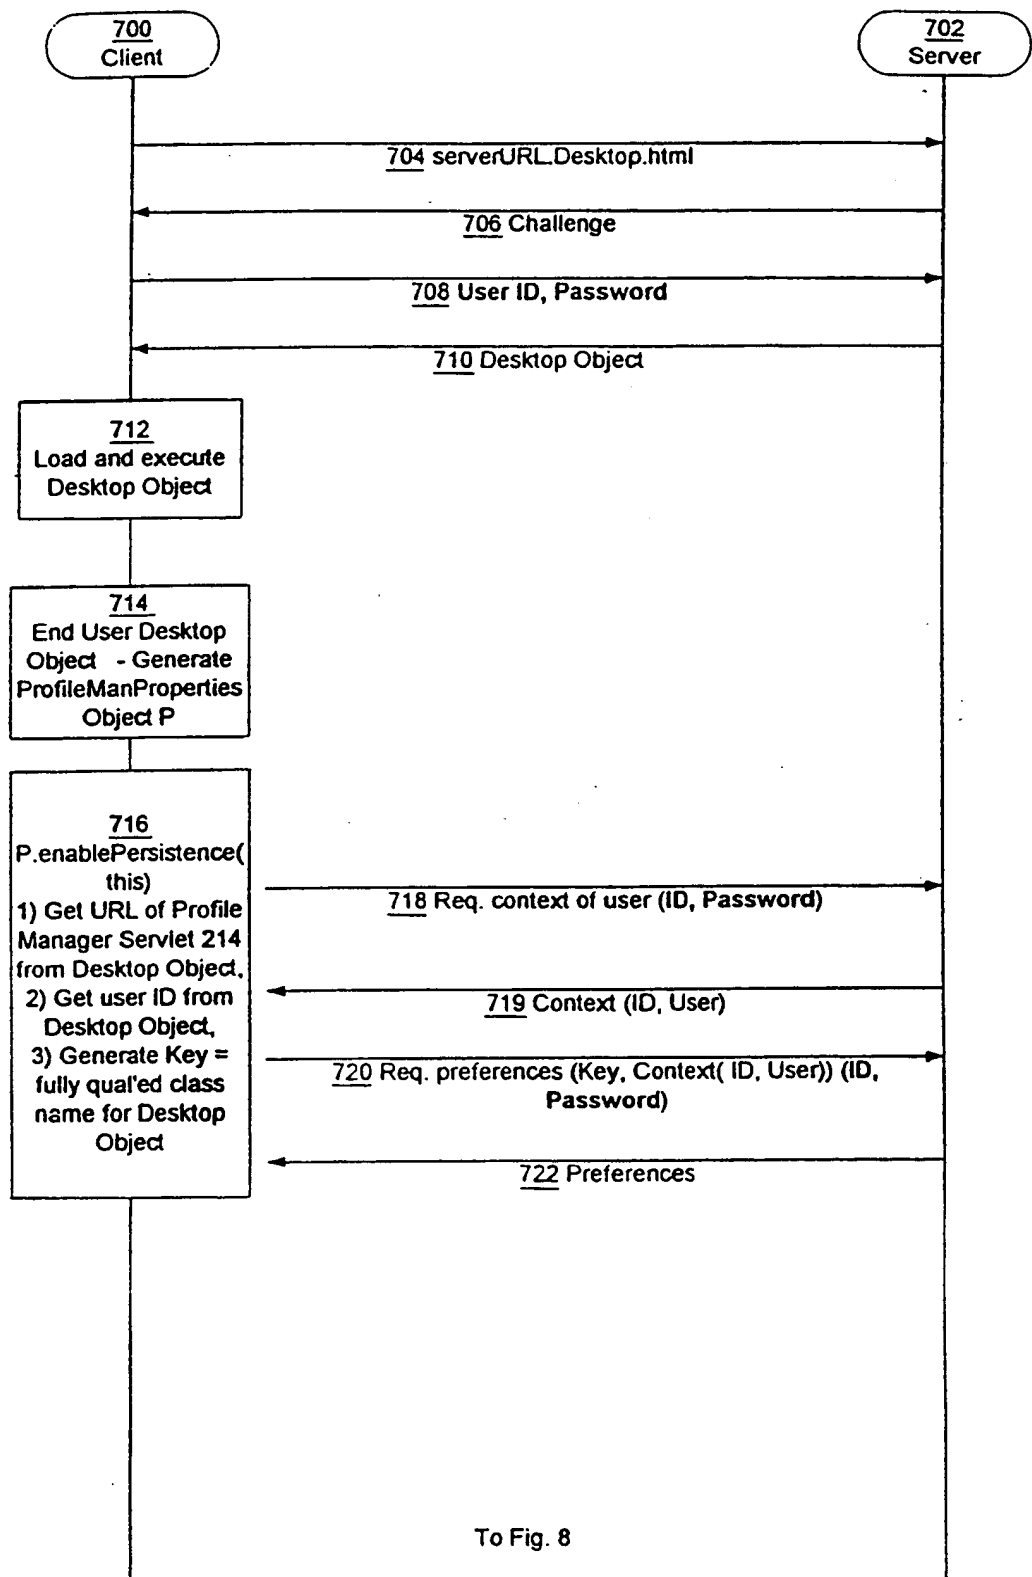 700
Client
702
Server
704 serverURL.Desktop.html
706 Challenge
708 User ID, Password
710 Desktop Object
712
Load and execute
Desktop Object
714
End User Desktop
Object - Generate
ProfileManProperties
Object P
716
P.enablePersistence(
this)
1) Get URL of Profile
Manager Servlet 214
from Desktop Object,
2) Get user ID from
Desktop Object,
3) Generate Key =
fully qual'ed class
name for Desktop
Object
718 Req. context of user (ID, Password)
719 Context (ID, User)
720 Req. preferences (Key, Context( ID, User)) (ID,
Password)
722 Preferences
To Fig. 8